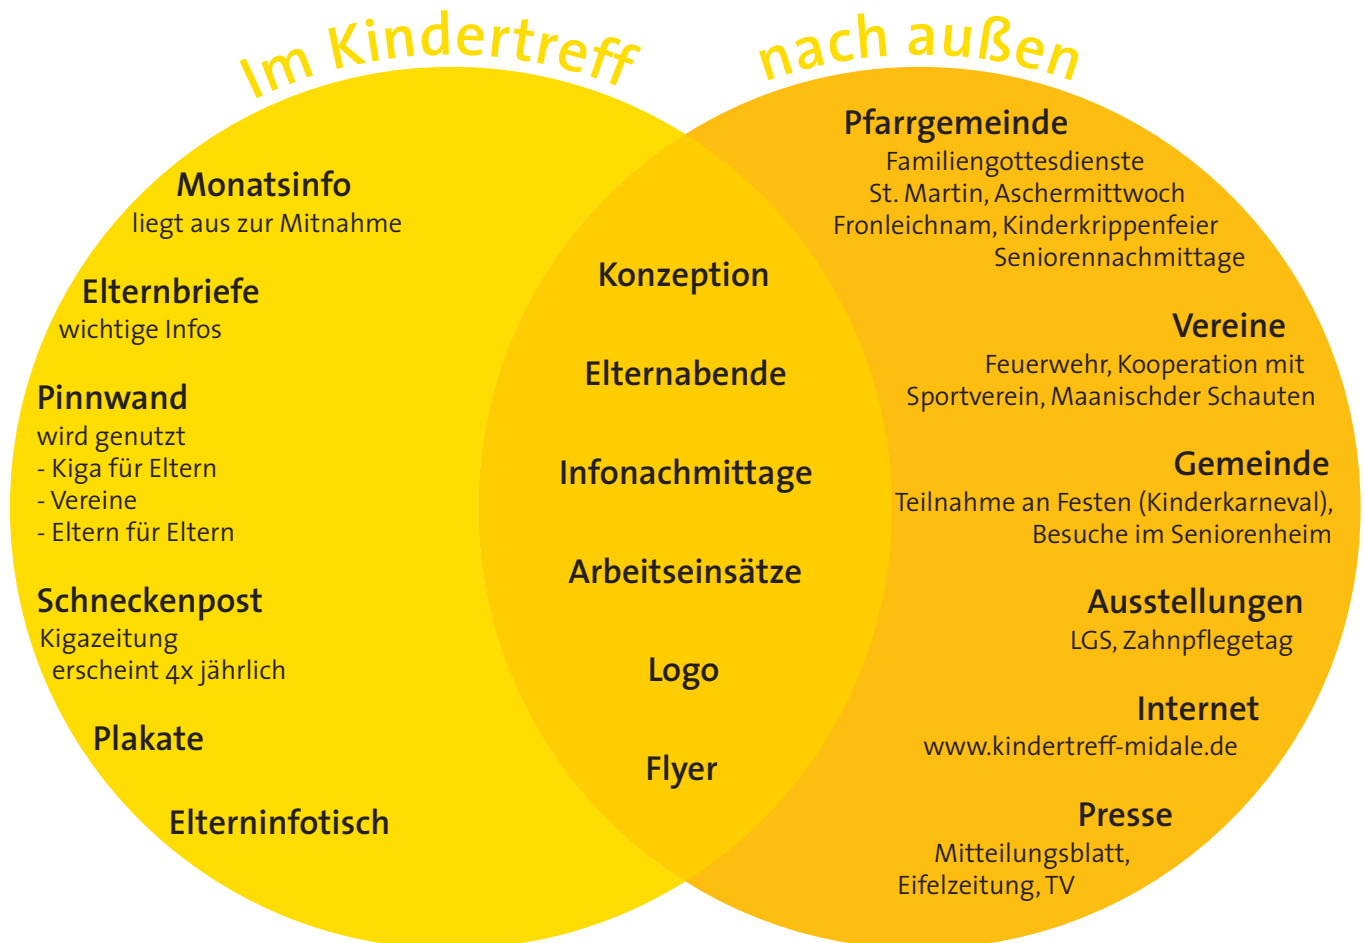 Im Kindertreff
Monatsinfo
liegt aus zur Mitnahme
Elternbriefe
wichtige Infos
Pinnwand
wird genutzt
- Kiga für Eltern
- Vereine
- Eltern für Eltern
Schneckenpost
Kigazeitung
erscheint 4x jährlich
Plakate
Elterninfotisch
Konzeption
Elternabende
Infonachmittage
Arbeitseinsätze
Logo
Flyer
nach außen
Pfarrgemeinde
Familiengottesdienste
St. Martin, Aschermittwoch
Fronleichnam, Kinderkrippenfeier
Seniorennachmittage
Vereine
Feuerwehr, Kooperation mit
Sportverein, Maanischder Schauten
Gemeinde
Teilnahme an Festen (Kinderkarneval),
Besuche im Seniorenheim
Ausstellungen
LGS, Zahnpflegetag
Internet
www.kindertreff-midale.de
Presse
Mitteilungsblatt,
Eifelzeitung, TV